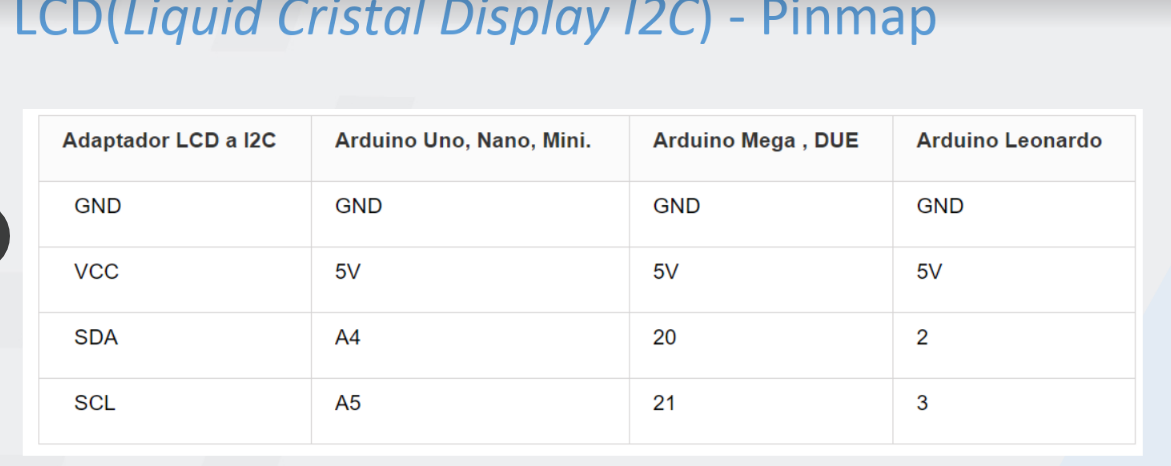 LCD(Liquid Cristal Display I2C) - Pinmap
Adaptador LCD a I2C Arduino Uno, Nano, Mini. Arduino Mega , DUE Arduino Leonardo
GND GND GND GND
VCC 5V 5V 5V
SDA A4 20 2
SCL A5 21 3